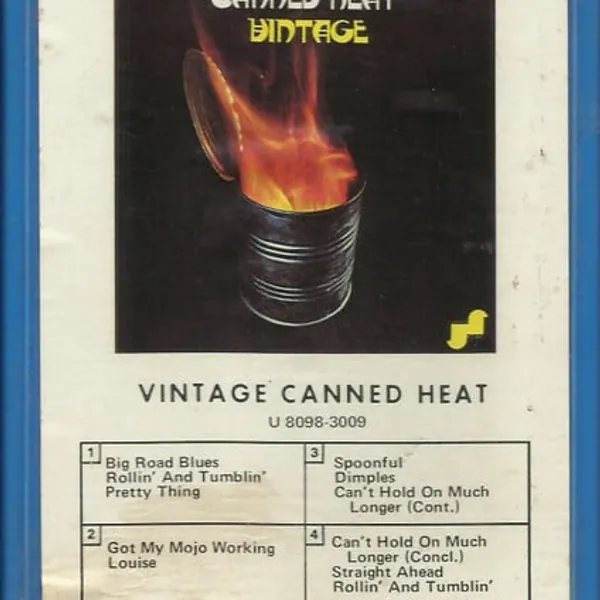 CANNED HEAT
VINTAGE
VINTAGE CANNED HEAT
U 8098-3009
1
Big Road Blues
Rollin' And Tumblin'
Pretty Thing
2
Got My Mojo Working
Louise
3
Spoonful
Dimples
Can't Hold On Much
Longer (Cont.)
4
Can't Hold On Much
Longer (Concl.)
Straight Ahead
Rollin' And Tumblin'